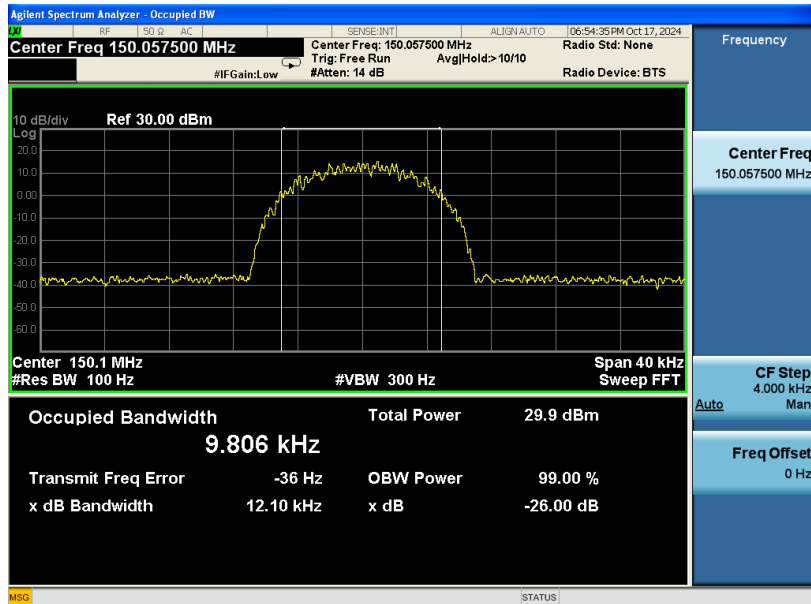 Agilent Spectrum Analyzer - Occupied BW
LXI RF 50 Ω AC SENSE:INT ALIGN AUTO 06:54:35 PM Oct 17, 2024
Center Freq 150.057500 MHz
Center Freq: 150.057500 MHz
Radio Std: None
Trig: Free Run Avg|Hold:> 10/10
#IFGain:Low
#Atten: 14 dB
Radio Device: BTS
10 dB/div Ref 30.00 dBm
Log
20.0
10.0
0.00
-10.0
-20.0
-30.0
-40.0
-50.0
-60.0
Center 150.1 MHz Span 40 kHz
#Res BW 100 Hz #VBW 300 Hz Sweep FFT
Occupied Bandwidth Total Power 29.9 dBm
9.806 kHz
Transmit Freq Error -36 Hz OBW Power 99.00 %
x dB Bandwidth 12.10 kHz x dB -26.00 dB
Frequency
Center Freq
150.057500 MHz
CF Step
4.000 kHz
Auto Man
Freq Offset
0 Hz
MSG STATUS